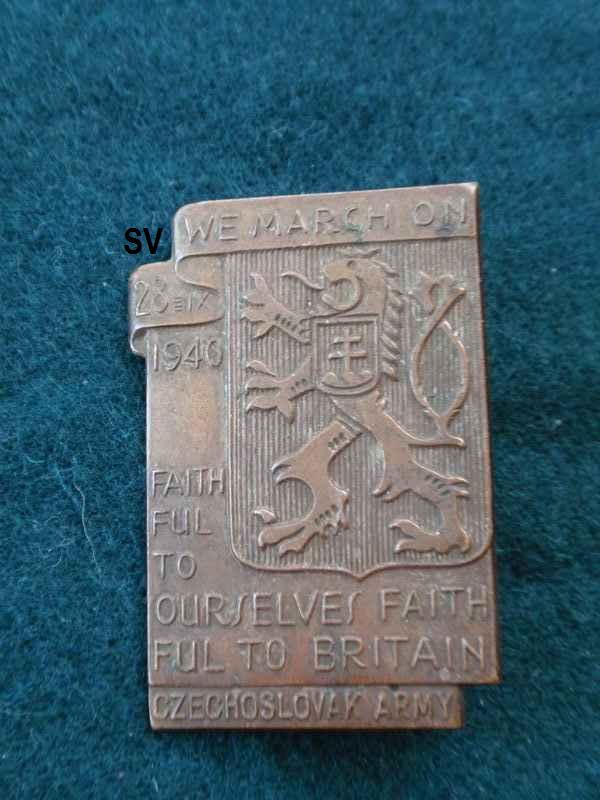 SV
WE MARCH ON
28=IX
1940
FAITH
FUL
TO
OURSELVES FAITH
FUL TO BRITAIN
CZECHOSLOVAK ARMY